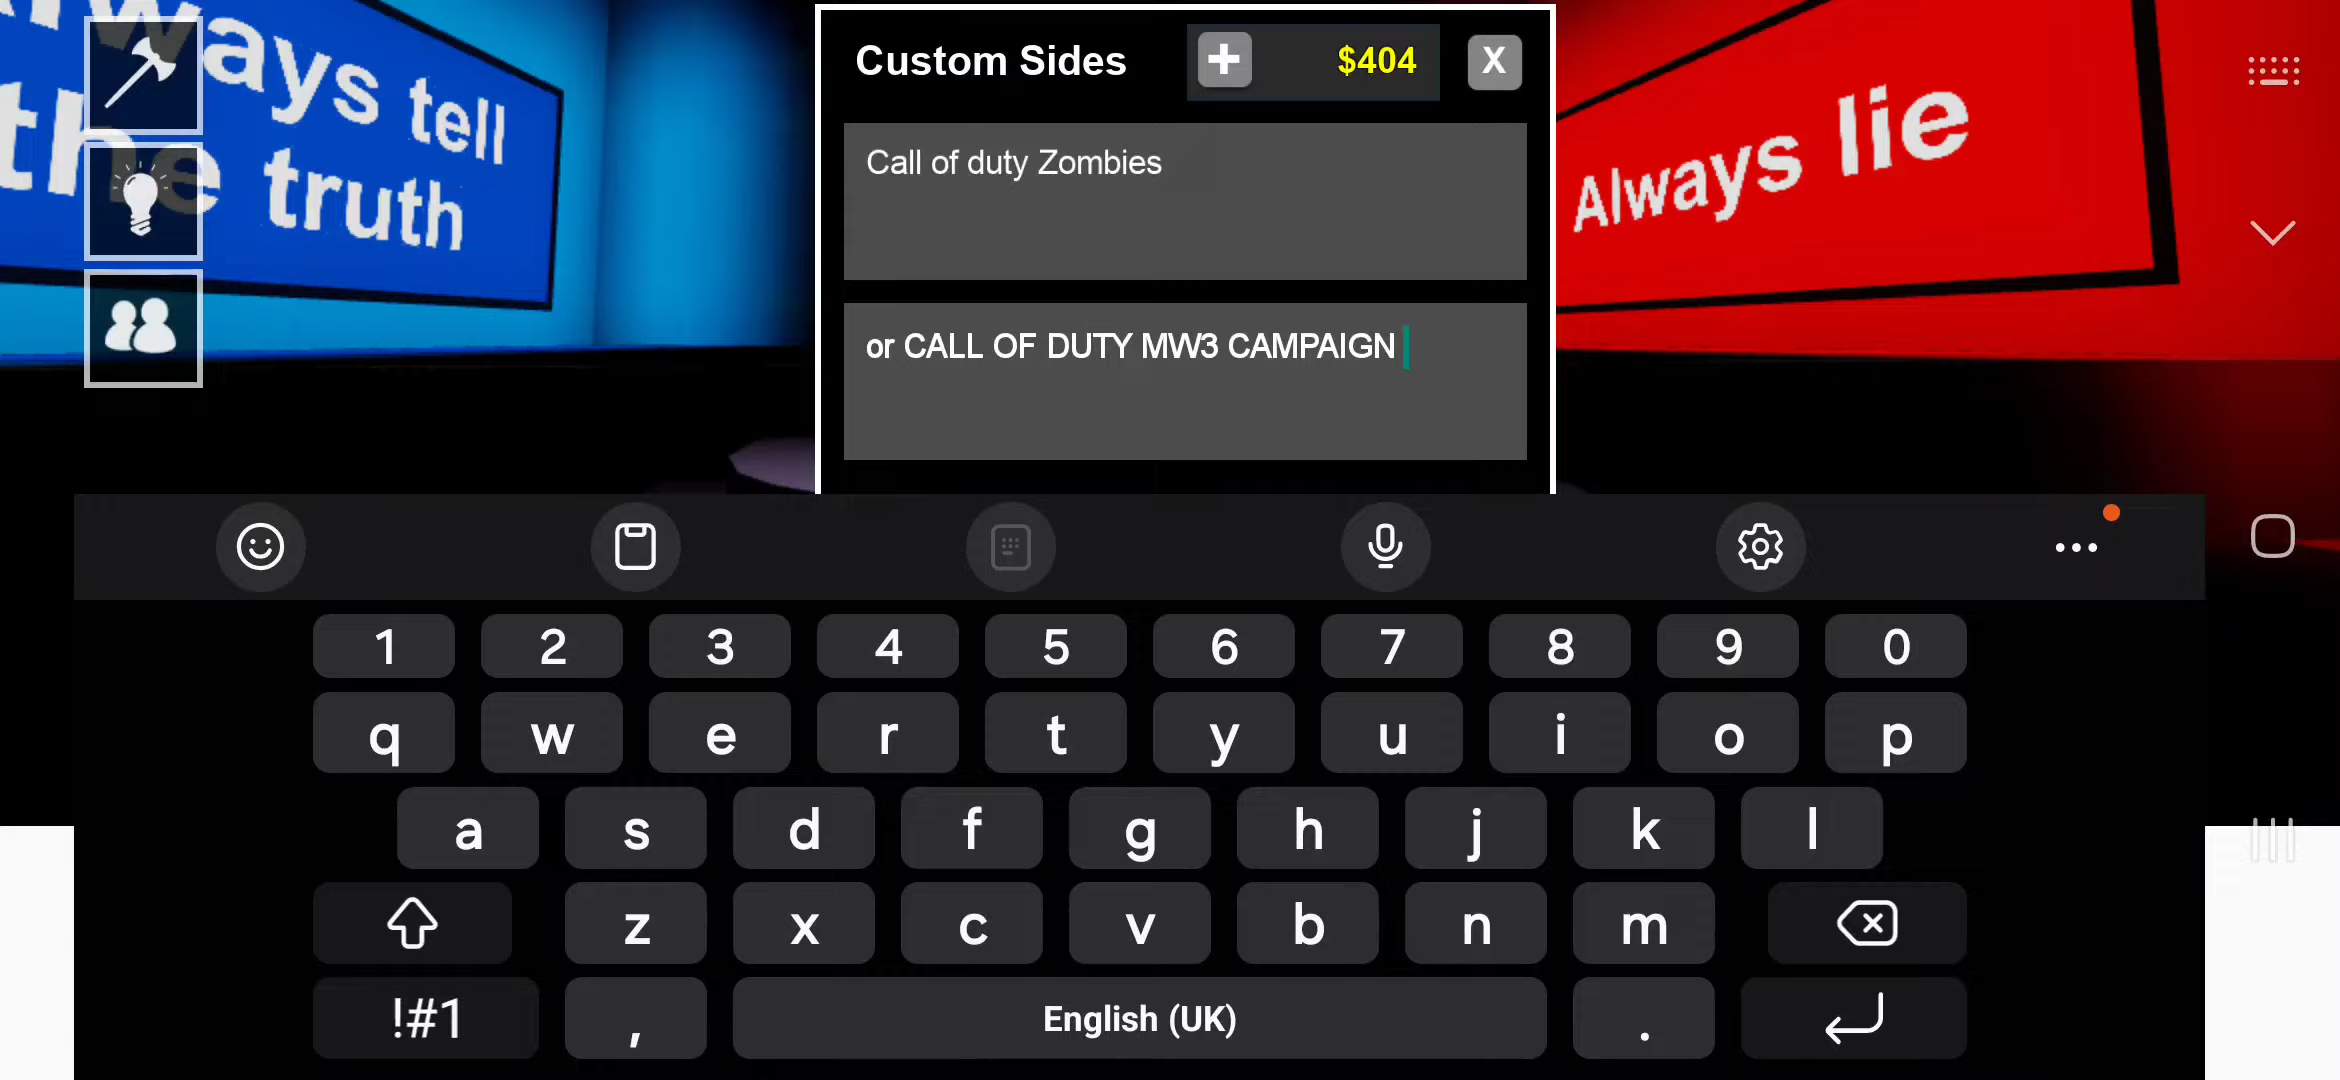 ways tell
the truth
Custom Sides
$404
X
Call of duty Zombies
or CALL OF DUTY MW3 CAMPAIGN
Always lie
1 2 3 4 5 6 7 8 9 0
q w e r t y u i o p
a s d f g h j k l
z x c v b n m
!#1 , English (UK) .